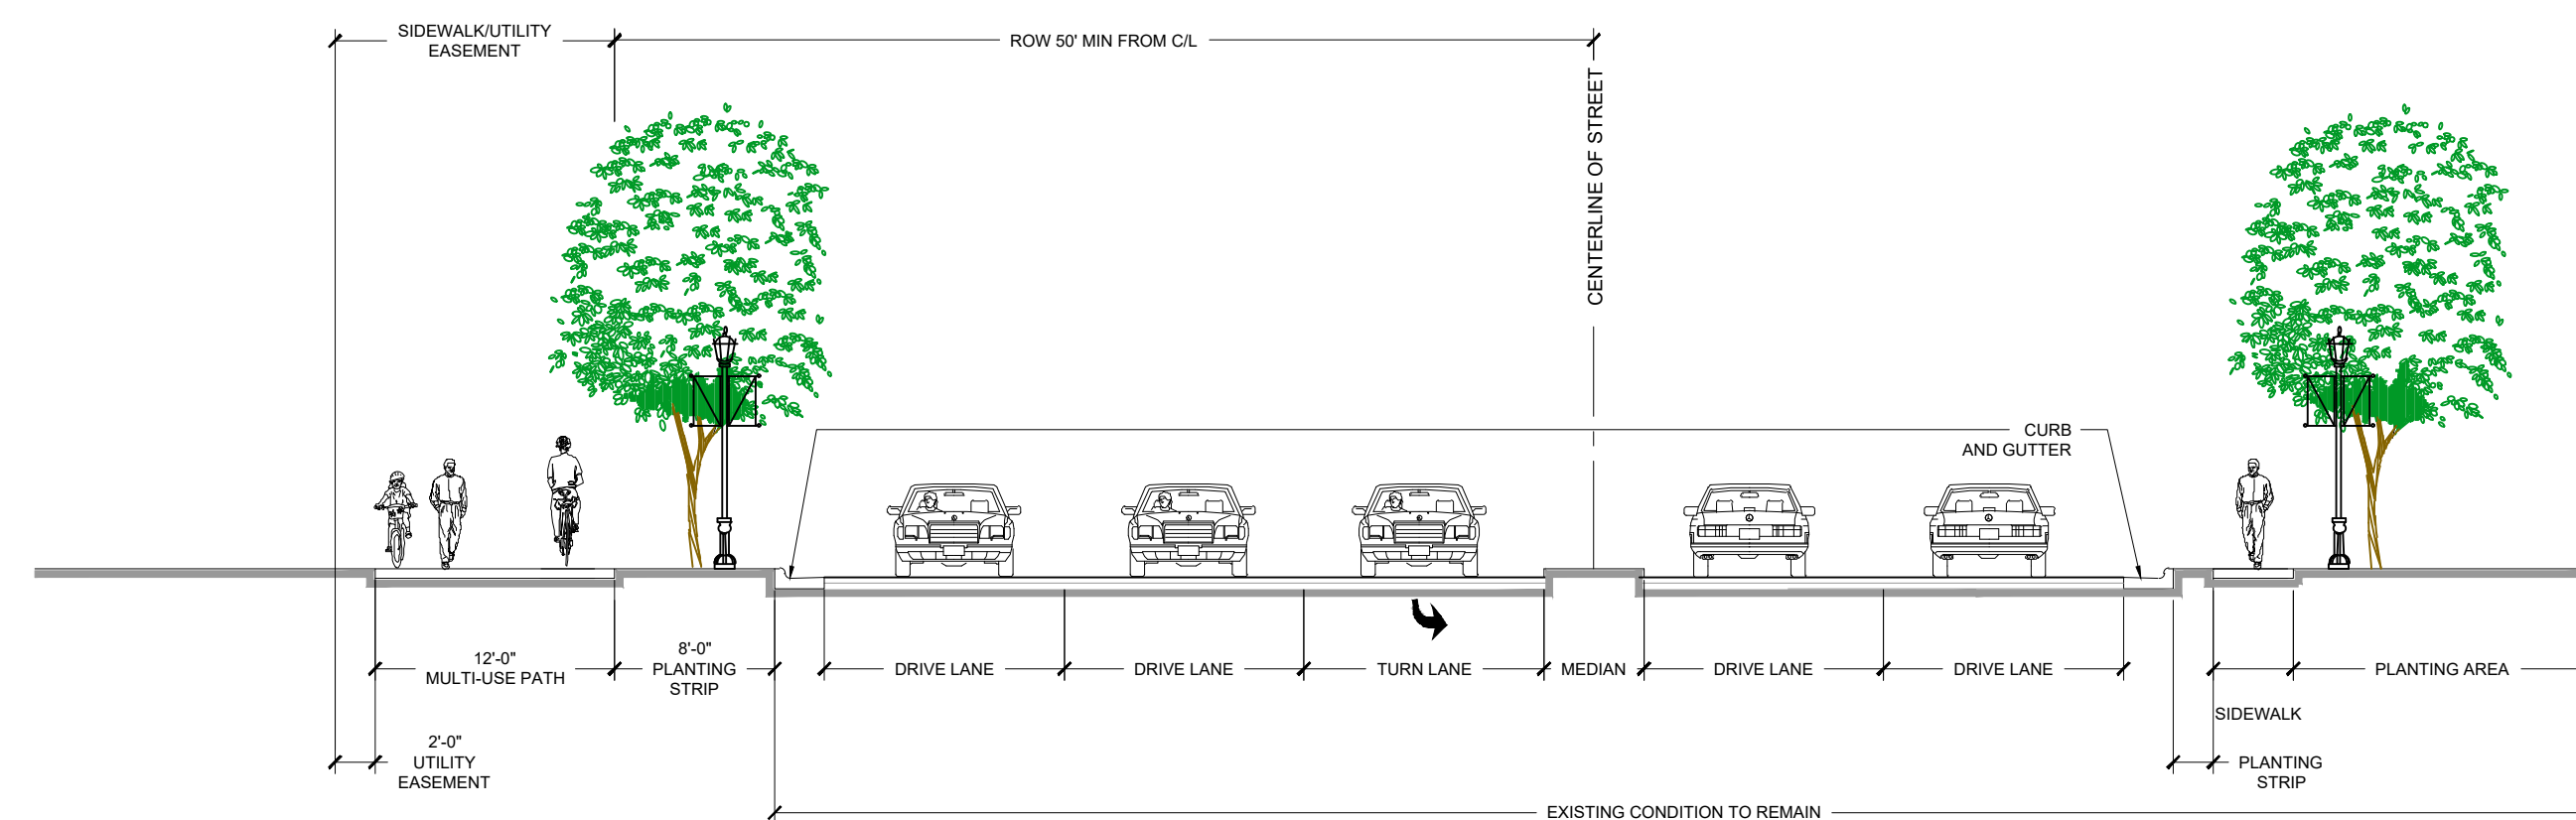 SIDEWALK/UTILITY
EASEMENT
ROW 50' MIN FROM C/L
CENTERLINE OF STREET
CURB
AND GUTTER
12'-0"
MULTI-USE PATH
8'-0"
PLANTING
STRIP
DRIVE LANE
DRIVE LANE
TURN LANE
MEDIAN
DRIVE LANE
DRIVE LANE
PLANTING AREA
SIDEWALK
2'-0"
UTILITY
EASEMENT
PLANTING
STRIP
EXISTING CONDITION TO REMAIN